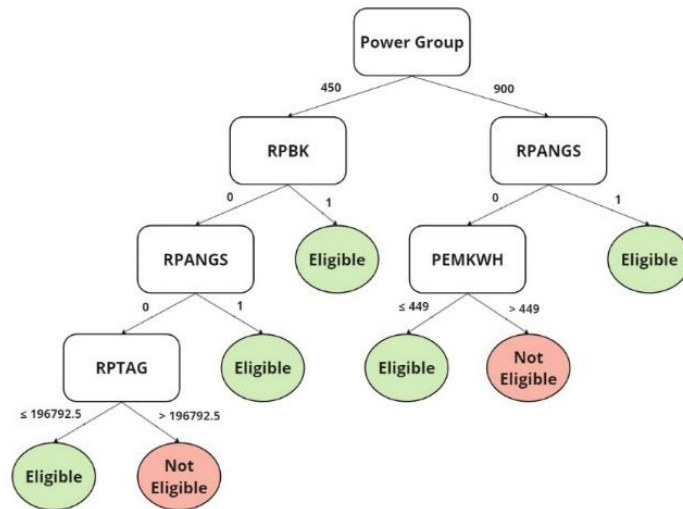 Power Group
450
900
RPBK
RPANGS
0
1
0
1
RPANGS
Eligible
PEMKWH
Eligible
0
1
≤ 449
> 449
RPTAG
Eligible
Eligible
Not
Eligible
≤ 196792.5
> 196792.5
Eligible
Not
Eligible